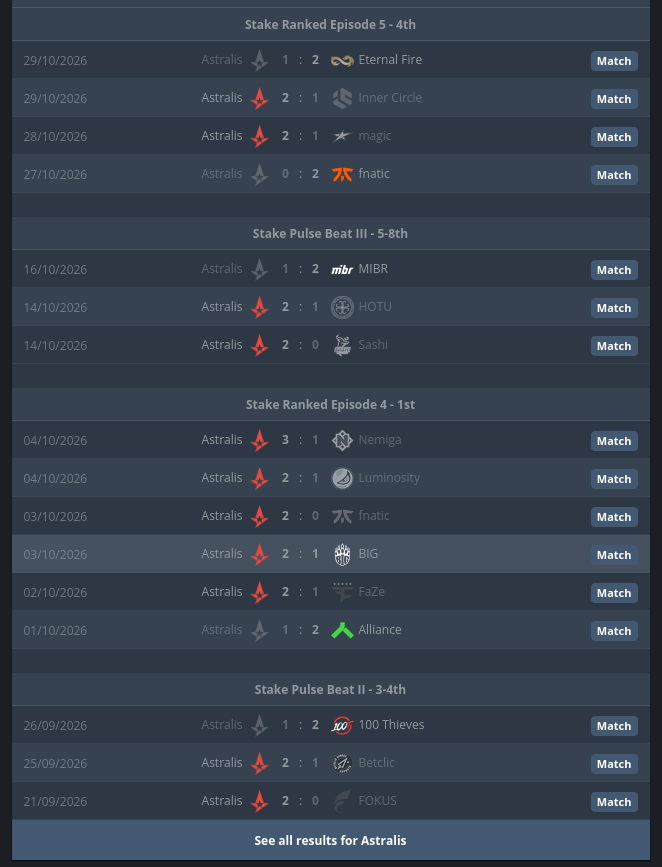 Stake Ranked Episode 5 - 4th
29/10/2026 Astralis 1 : 2 Eternal Fire Match
29/10/2026 Astralis 2 : 1 Inner Circle Match
28/10/2026 Astralis 2 : 1 magic Match
27/10/2026 Astralis 0 : 2 fnatic Match
Stake Pulse Beat III - 5-8th
16/10/2026 Astralis 1 : 2 mibr MIBR Match
14/10/2026 Astralis 2 : 1 HOTU Match
14/10/2026 Astralis 2 : 0 Sashi Match
Stake Ranked Episode 4 - 1st
04/10/2026 Astralis 3 : 1 Nemiga Match
04/10/2026 Astralis 2 : 1 Luminosity Match
03/10/2026 Astralis 2 : 0 fnatic Match
03/10/2026 Astralis 2 : 1 BIG Match
02/10/2026 Astralis 2 : 1 FaZe Match
01/10/2026 Astralis 1 : 2 Alliance Match
Stake Pulse Beat II - 3-4th
26/09/2026 Astralis 1 : 2 100 100 Thieves Match
25/09/2026 Astralis 2 : 1 Betclic Match
21/09/2026 Astralis 2 : 0 FOKUS Match
See all results for Astralis